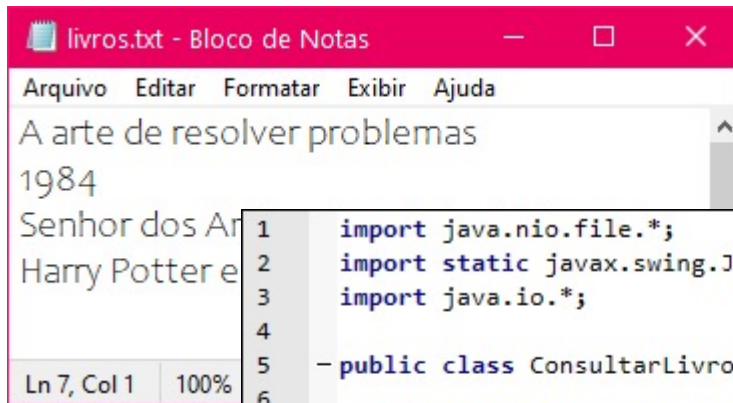 livros.txt - Bloco de Notas
Arquivo Editar Formatar Exibir Ajuda
A arte de resolver problemas
1984
Senhor dos
Harry Potter e
Ln 7, Col 1 100%
1 import java.nio.file.*;
2 import static javax.swing.J
3 import java.io.*;
4
5 public class ConsultarLivro
6